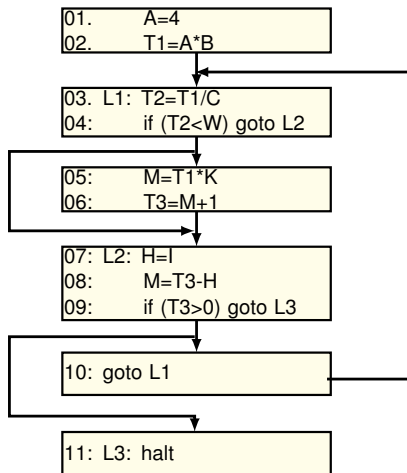 01. A=4
02. T1=A*B
03. L1: T2=T1/C
04: if (T2<W) goto L2
05: M=T1*K
06: T3=M+1
07: L2: H=I
08: M=T3-H
09: if (T3>0) goto L3
10: goto L1
11: L3: halt